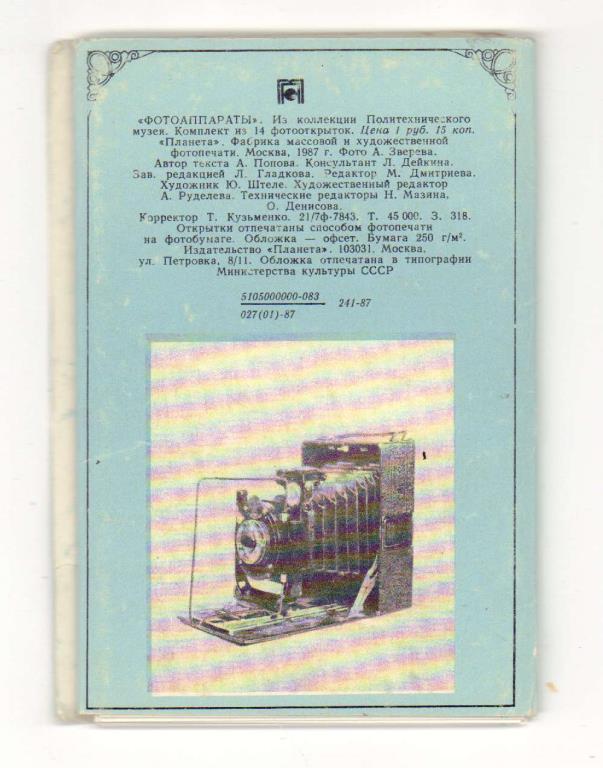 «ФОТОАППАРАТЫ». Из коллекции Политехнического
музея. Комплект из 14 фотооткрыток. Цена 1 руб. 15 коп.
«Планета». Фабрика массовой и художественной
фотопечати. Москва, 1987 г. Фото А. Зверева.
Автор текста А. Попова. Консультант Л. Дейкина.
Зав. редакцией Л. Гладкова. Редактор М. Дмитриева.
Художник Ю. Штеле. Художественный редактор
А. Руделева. Технические редакторы Н. Мазина,
О. Денисова.
Корректор Т. Кузьменко. 21/7ф-7843. Т. 45 000. З. 318.
Открытки отпечатаны способом фотопечати
на фотобумаге. Обложка — офсет. Бумага 250 г/м².
Издательство «Планета». 103031. Москва,
ул. Петровка, 8/11. Обложка отпечатана в типографии
Министерства культуры СССР
5105000000-083
027(01)-87
241-87